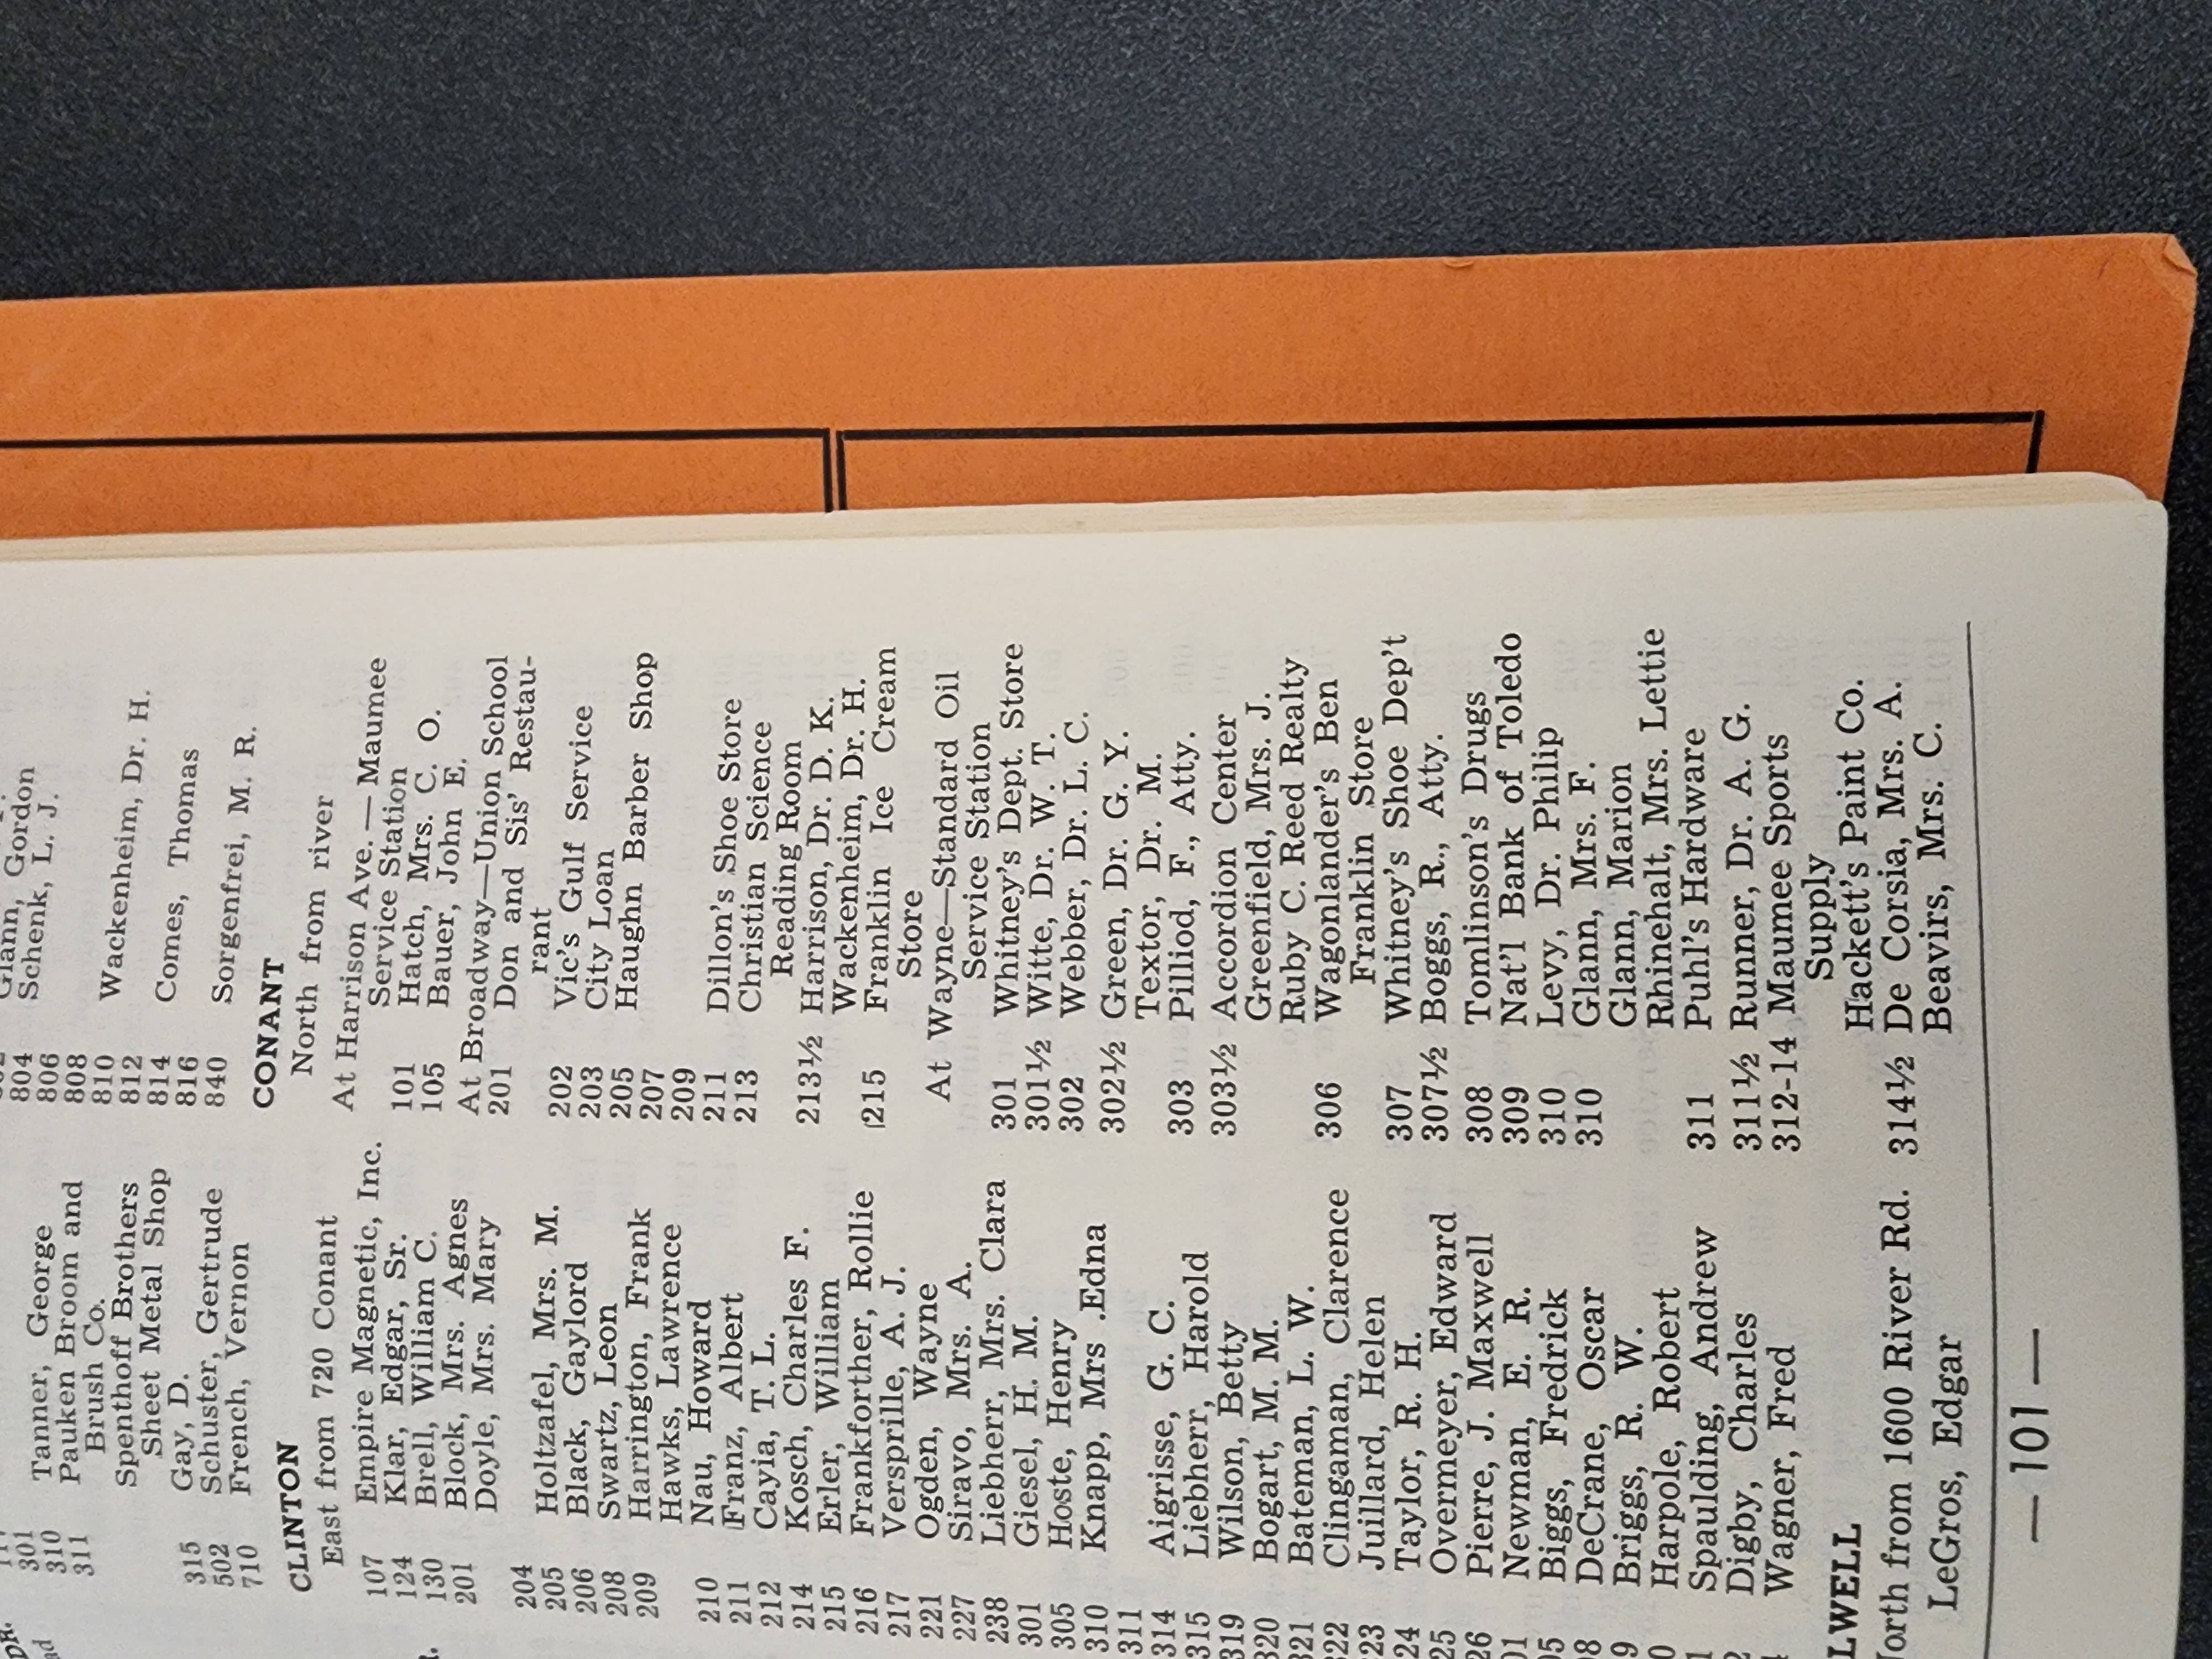 301 Tanner, George
310 Pauken Broom and
311 Brush Co.
Spenthoff Brothers
Sheet Metal Shop
315 Gay, D.
502 Schuster, Gertrude
710 French, Vernon
CLINTON
East from 720 Conant
107 Empire Magnetic, Inc.
124 Klar, Edgar, Sr.
130 Brell, William C.
201 Block, Mrs. Agnes
Doyle, Mrs. Mary
204 Holtzafel, Mrs. M.
205 Black, Gaylord
206 Swartz, Leon
208 Harrington, Frank
209 Hawks, Lawrence
210 Nau, Howard
211 Franz, Albert
212 Cayia, T. L.
214 Kosch, Charles F.
215 Erler, William
216 Frankforther, Rollie
217 Versprille, A. J.
221 Ogden, Wayne
227 Siravo, Mrs. A.
238 Liebherr, Mrs. Clara
301 Giesel, H. M.
305 Hoste, Henry
310 Knapp, Mrs .Edna
311
314 Aigrisse, G. C.
315 Liebherr, Harold
319 Wilson, Betty
320 Bogart, M. M.
321 Bateman, L. W.
22 Clingaman, Clarence
23 Juillard, Helen
24 Taylor, R. H.
25 Overmeyer, Edward
26 Pierre, J. Maxwell
01 Newman, E. R.
05 Biggs, Fredrick
08 DeCrane, Oscar
9 Briggs, R. W.
0 Harpole, Robert
1 Spaulding, Andrew
2 Digby, Charles
Wagner, Fred
LWELL
orth from 1600 River Rd.
LeGros, Edgar
Glann, Gordon
804 Schenk, L. J.
806
808
810 Wackenheim, Dr. H.
812
814 Comes, Thomas
816
840 Sorgenfrei, M. R.
CONANT
North from river
At Harrison Ave. — Maumee
Service Station
101 Hatch, Mrs. C. O.
105 Bauer, John E.
At Broadway—Union School
201 Don and Sis' Restau-
rant
202 Vic's Gulf Service
203 City Loan
205 Haughn Barber Shop
207
209
211 Dillon's Shoe Store
213 Christian Science
Reading Room
213½ Harrison, Dr. D. K.
Wackenheim, Dr. H.
215 Franklin Ice Cream
Store
At Wayne—Standard Oil
Service Station
301 Whitney's Dept. Store
301½ Witte, Dr. W. T.
302 Webber, Dr. L. C.
302½ Green, Dr. G. Y.
Textor, Dr. M.
303 Pilliod, F., Atty.
303½ Accordion Center
Greenfield, Mrs. J.
Ruby C. Reed Realty
306 Wagonlander's Ben
Franklin Store
307 Whitney's Shoe Dep't
307½ Boggs, R., Atty.
308 Tomlinson's Drugs
309 Nat'l Bank of Toledo
310 Levy, Dr. Philip
310 Glann, Mrs. F.
Glann, Marion
Rhinehalt, Mrs. Lettie
311 Puhl's Hardware
311½ Runner, Dr. A. G.
312-14 Maumee Sports
Supply
Hackett's Paint Co.
314½ De Corsia, Mrs. A.
Beavirs, Mrs. C.
— 101 —